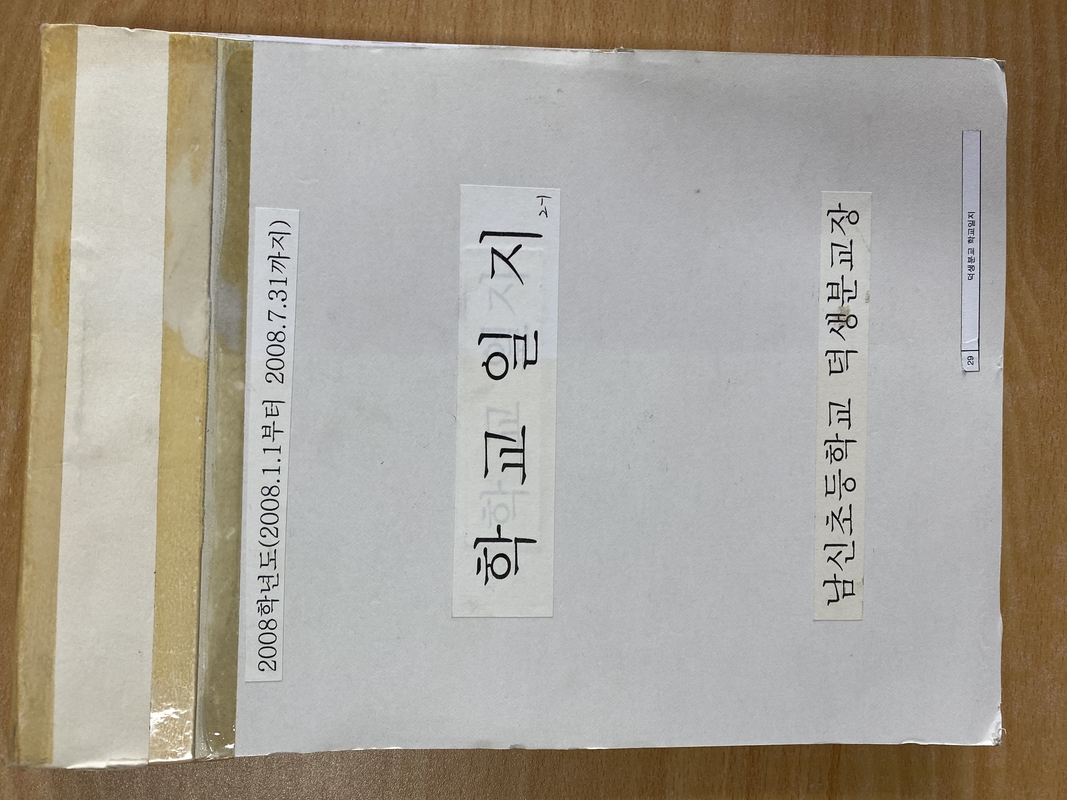 2008학년도(2008.1.1부터 2008.7.31까지)
학교일지
2-1
남신초등학교 덕생분교장
29 덕생분교 학교일지